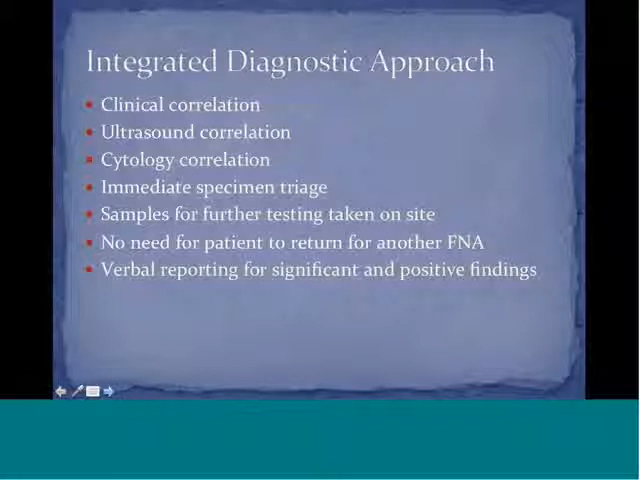 Integrated Diagnostic Approach
Clinical correlation
Ultrasound correlation
Cytology correlation
Immediate specimen triage
Samples for further testing taken on site
No need for patient to return for another FNA
Verbal reporting for significant and positive findings